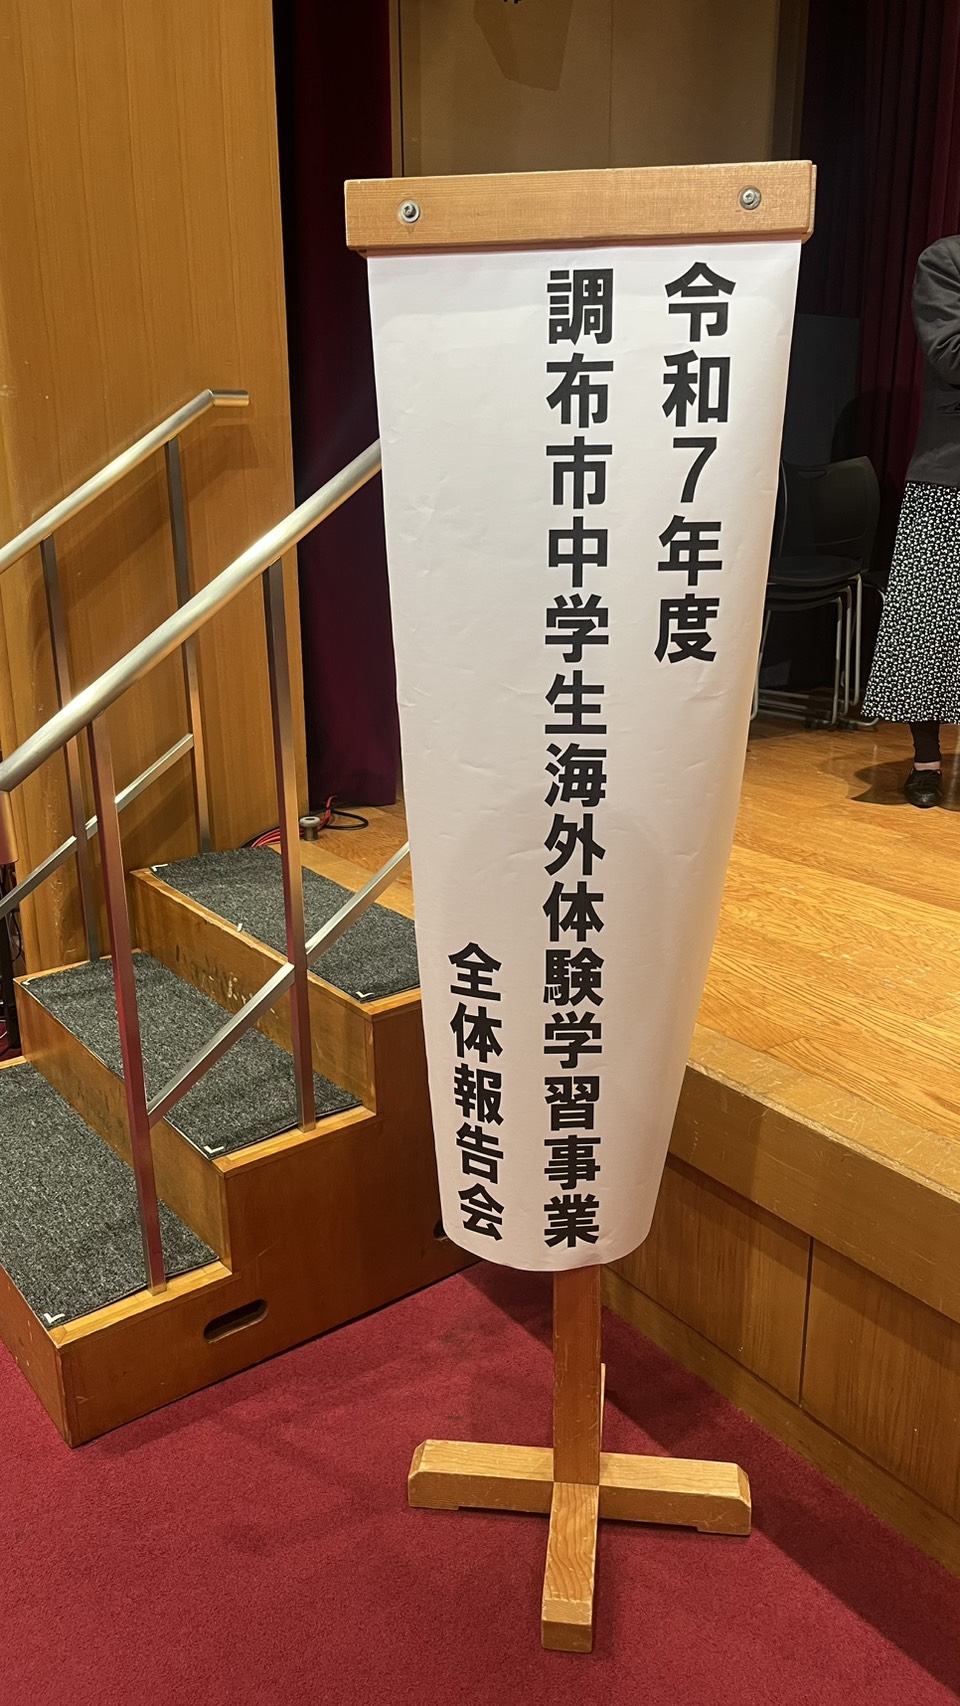 令和7年度
調布市中学生海外体験学習事業
全体報告会